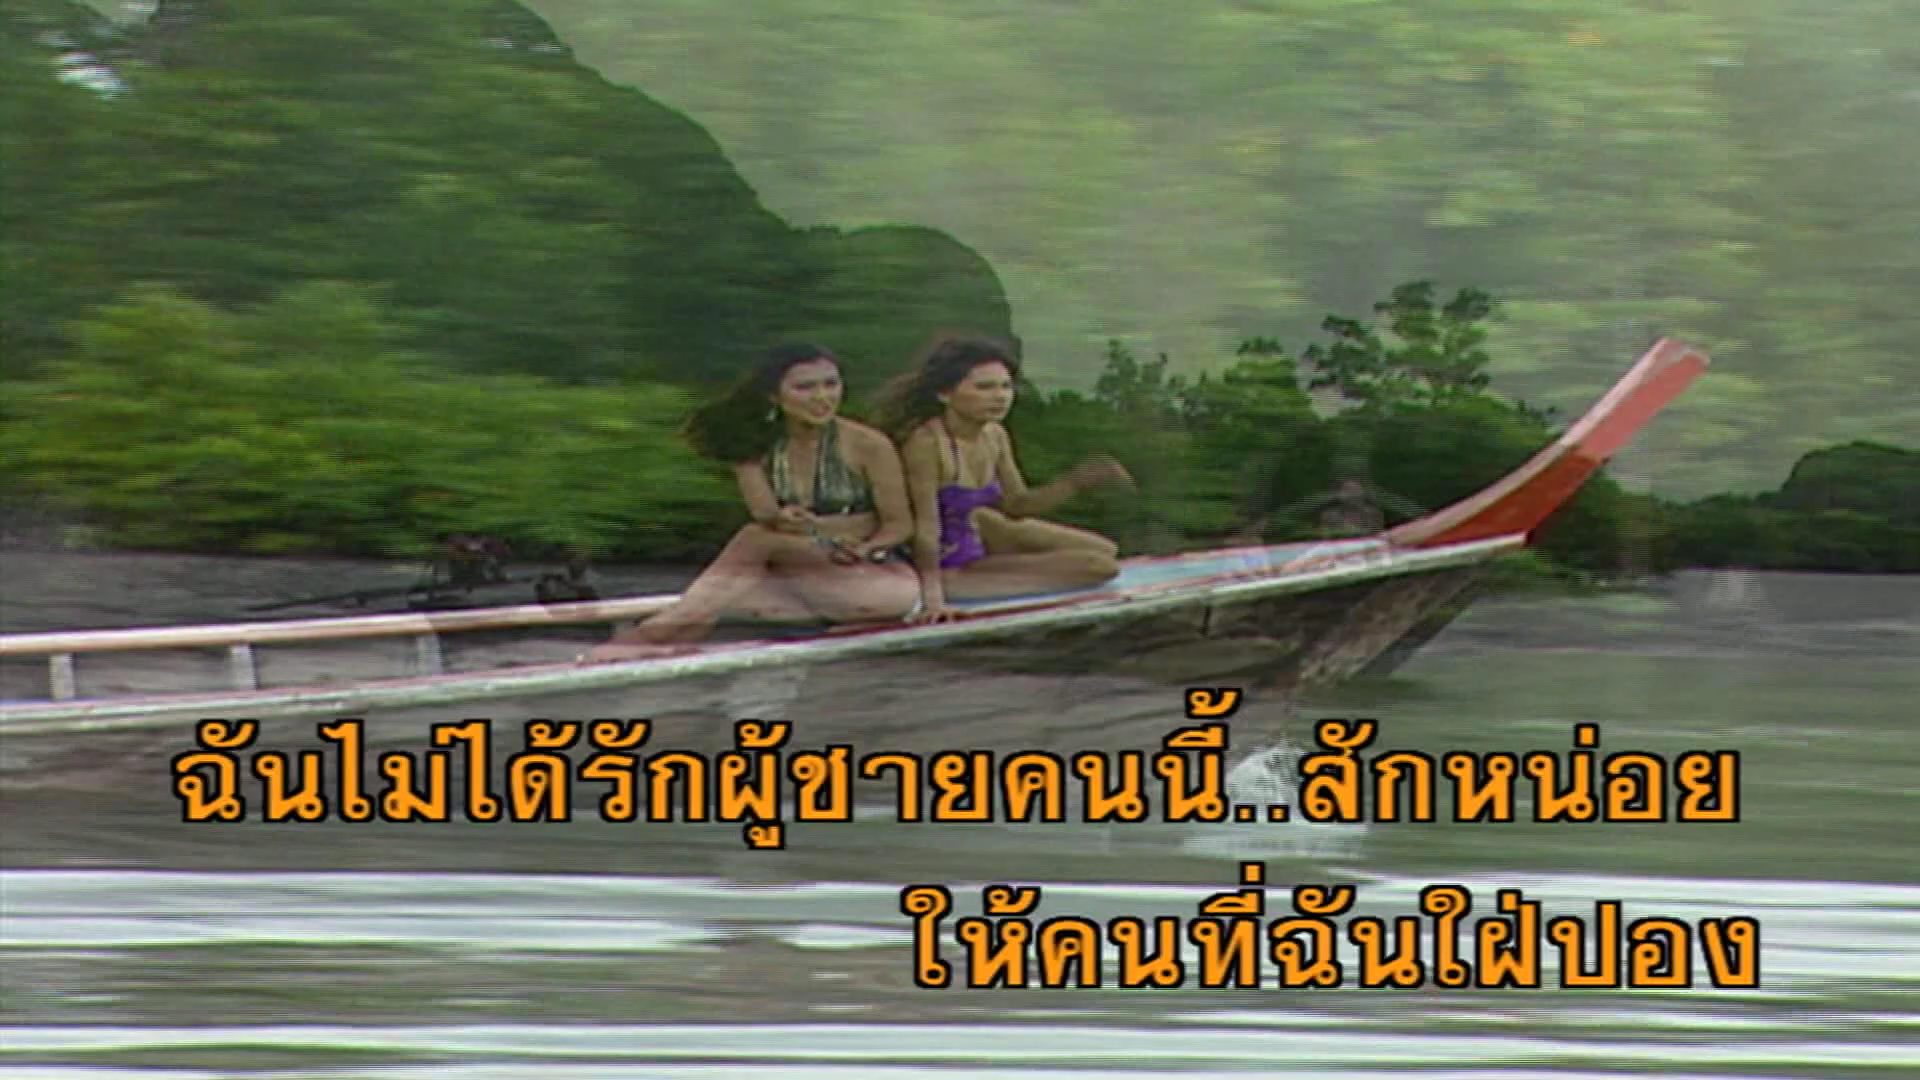 ฉันไม่ได้รักผู้ชายคนนี้..สักหน่อย
ให้คนที่ฉันใฝ่ปอง